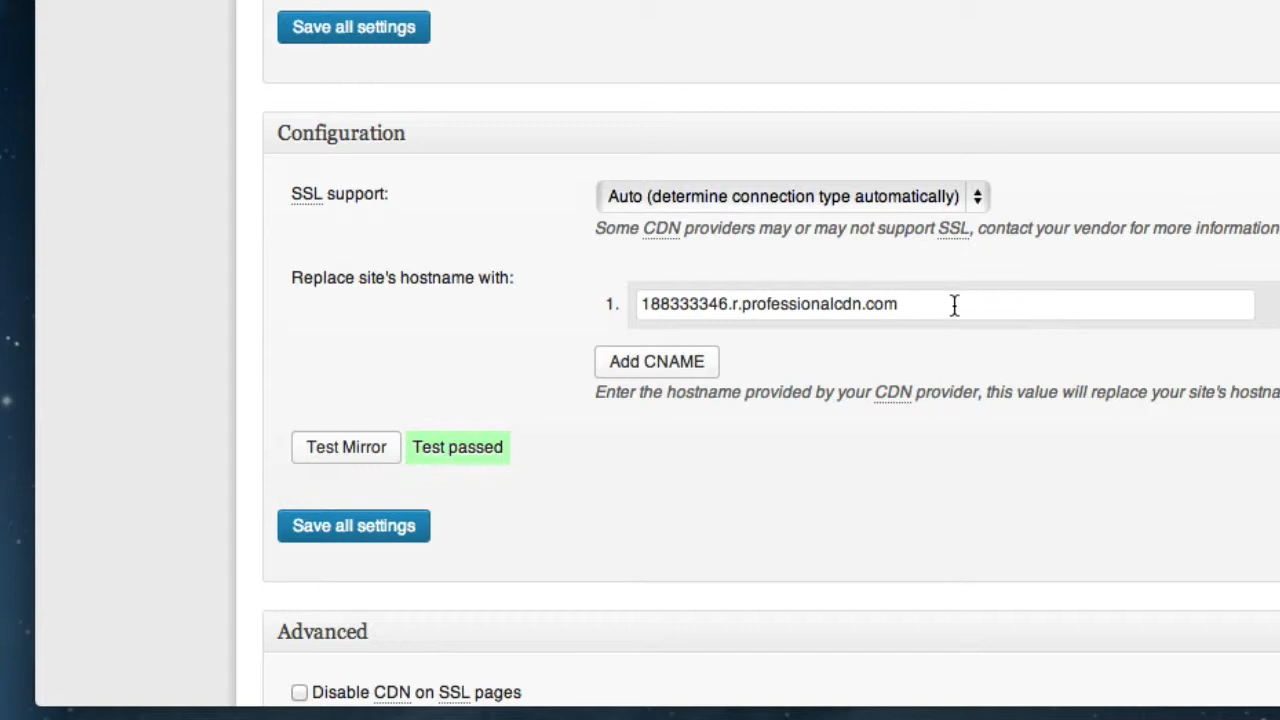 Save all settings
Configuration
SSL support:
Auto (determine connection type automatically)
Some CDN providers may or may not support SSL, contact your vendor for more information
Replace site's hostname with:
1. 188333346.r.professionalcdn.com
Add CNAME
Enter the hostname provided by your CDN provider, this value will replace your site's hostna
Test Mirror Test passed
Save all settings
Advanced
Disable CDN on SSL pages